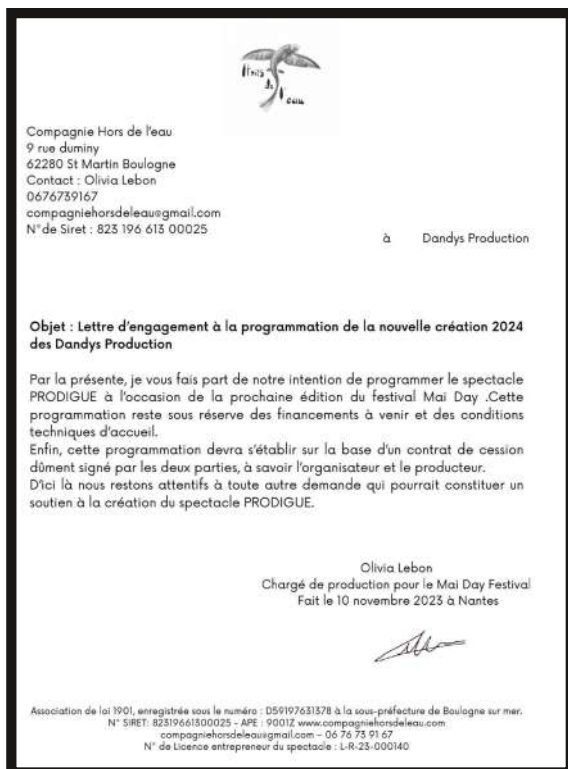 Hors
de
l'eau
Compagnie Hors de l'eau
9 rue duminy
62280 St Martin Boulogne
Contact : Olivia Lebon
0676739167
compagniehorsdeleau@gmail.com
N°de Siret : 823 196 613 00025
à Dandys Production
Objet : Lettre d'engagement à la programmation de la nouvelle création 2024
des Dandys Production
Par la présente, je vous fais part de notre intention de programmer le spectacle
PRODIGUE à l'occasion de la prochaine édition du festival Mai Day .Cette
programmation reste sous réserve des financements à venir et des conditions
techniques d'accueil.
Enfin, cette programmation devra s'établir sur la base d'un contrat de cession
dûment signé par les deux parties, à savoir l'organisateur et le producteur.
D'ici là nous restons attentifs à toute autre demande qui pourrait constituer un
soutien à la création du spectacle PRODIGUE.
Olivia Lebon
Chargé de production pour le Mai Day Festival
Fait le 10 novembre 2023 à Nantes
Association de loi 1901, enregistrée sous le numéro : D59197631378 à la sous-préfecture de Boulogne sur mer.
N° SIRET: 82319661300025 - APE : 9001Z www.compagniehorsdeleau.com
compagniehorsdeleau@gmail.com – 06 76 73 91 67
N° de Licence entrepreneur du spectacle : L-R-23-000140